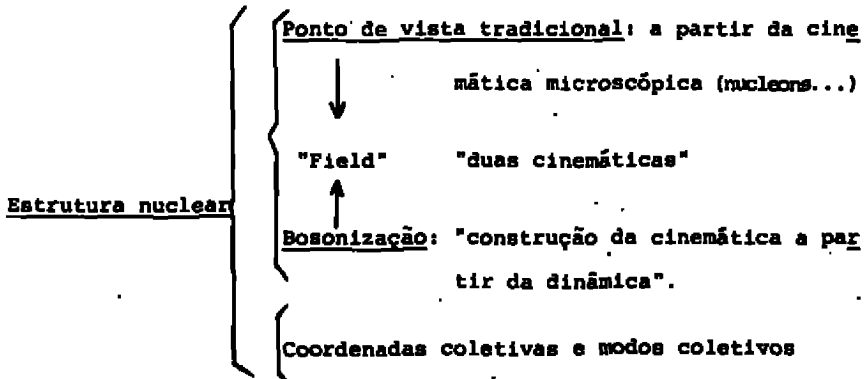 Ponto de vista tradicional: a partir da cine
mática microscópica (nucleons...)
"Field" "duas cinemáticas"
Estrutura nuclear
Bosonização: "construção da cinemática a par
tir da dinâmica".
Coordenadas coletivas e modos coletivos